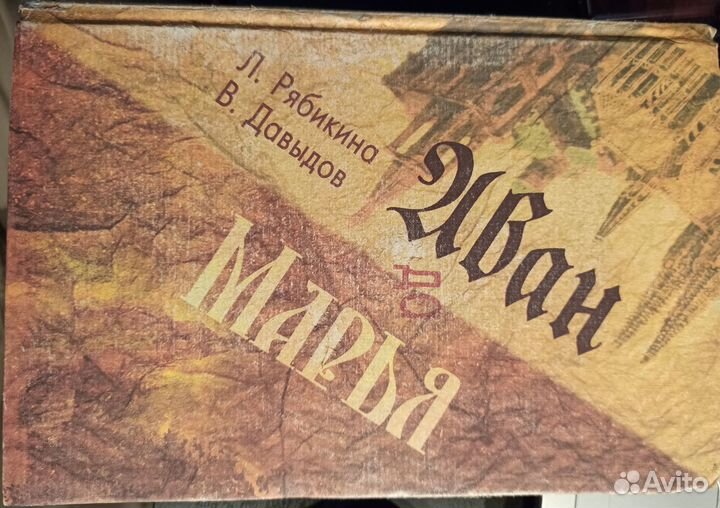 Л. Рябикина
В. Давыдов
Иван
до
Марья
Avito